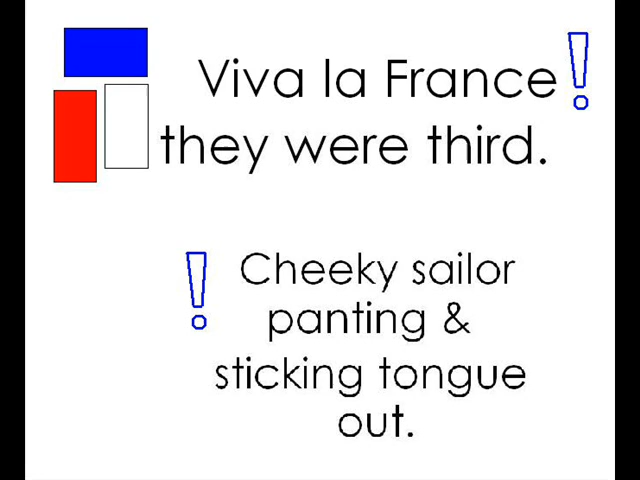 Viva la France!
they were third.
! Cheeky sailor
panting &
sticking tongue
out.